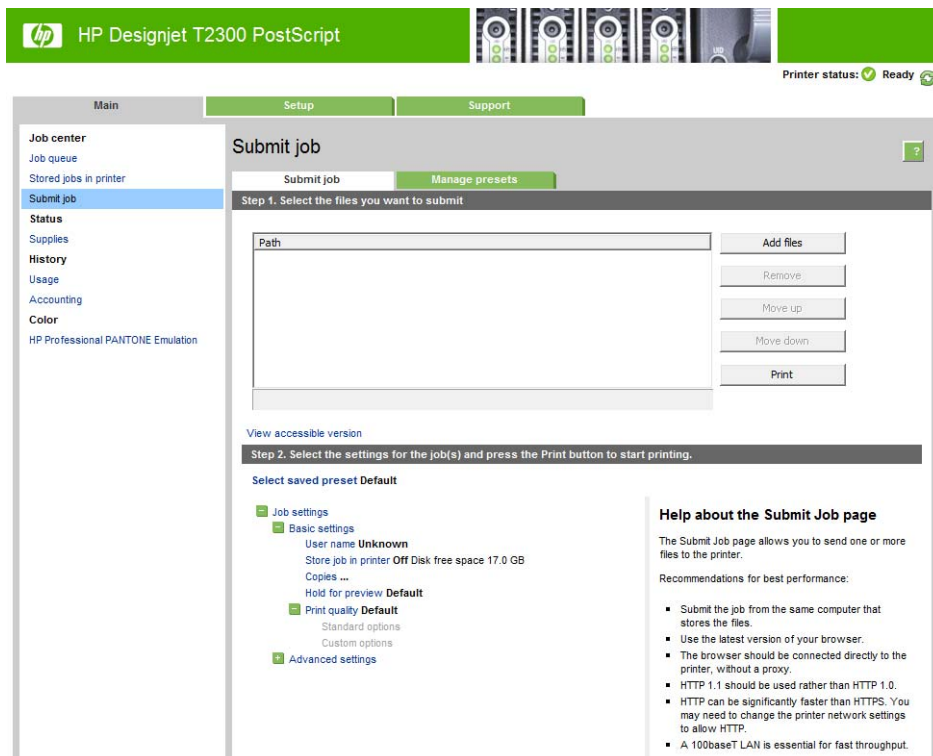 hp HP Designjet T2300 PostScript
UID
Printer status: Ready
Main Setup Support
Job center
Job queue
Stored jobs in printer
Submit job
Status
Supplies
History
Usage
Accounting
Color
HP Professional PANTONE Emulation
Submit job
?
Submit job Manage presets
Step 1. Select the files you want to submit
Path
Add files
Remove
Move up
Move down
Print
View accessible version
Step 2. Select the settings for the job(s) and press the Print button to start printing.
Select saved preset Default
Job settings
Basic settings
User name Unknown
Store job in printer Off Disk free space 17.0 GB
Copies ...
Hold for preview Default
Print quality Default
Standard options
Custom options
Advanced settings
Help about the Submit Job page
The Submit Job page allows you to send one or more
files to the printer.
Recommendations for best performance:
▪ Submit the job from the same computer that
stores the files.
▪ Use the latest version of your browser.
▪ The browser should be connected directly to the
printer, without a proxy.
▪ HTTP 1.1 should be used rather than HTTP 1.0.
▪ HTTP can be significantly faster than HTTPS. You
may need to change the printer network settings
to allow HTTP.
▪ A 100baseT LAN is essential for fast throughput.